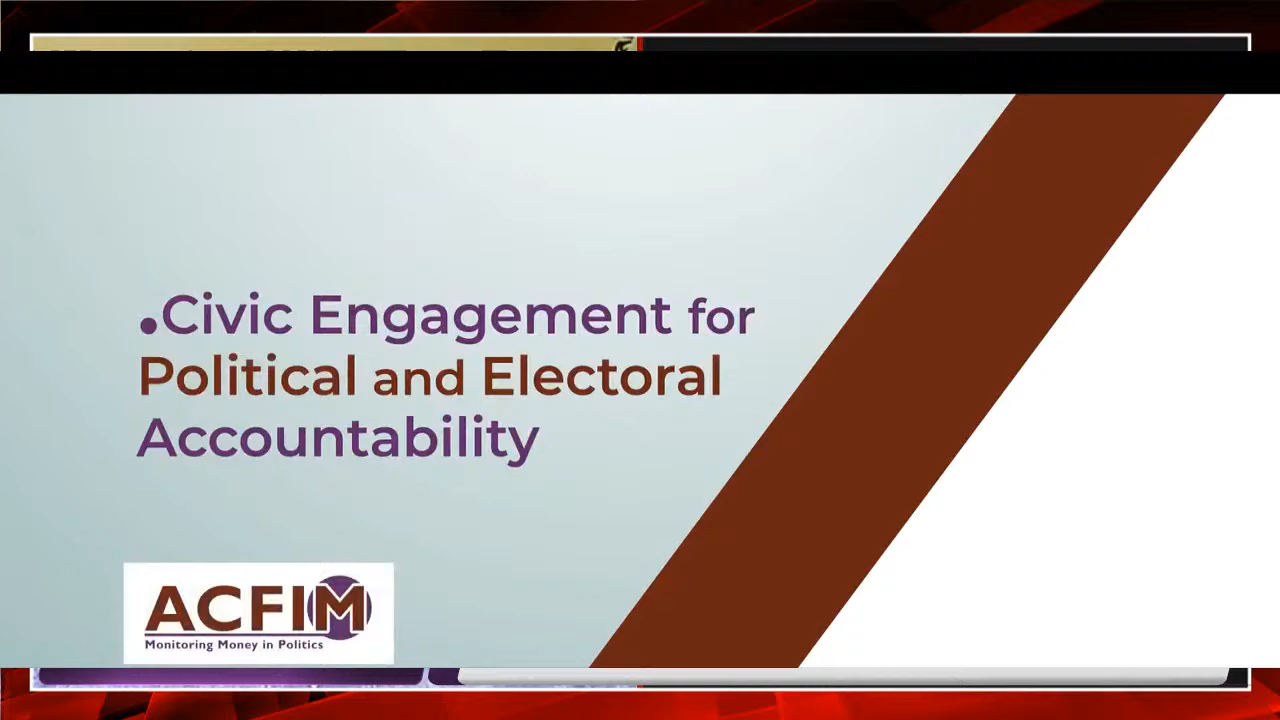 •Civic Engagement for
Political and Electoral
Accountability
ACFIM
Monitoring Money in Politics